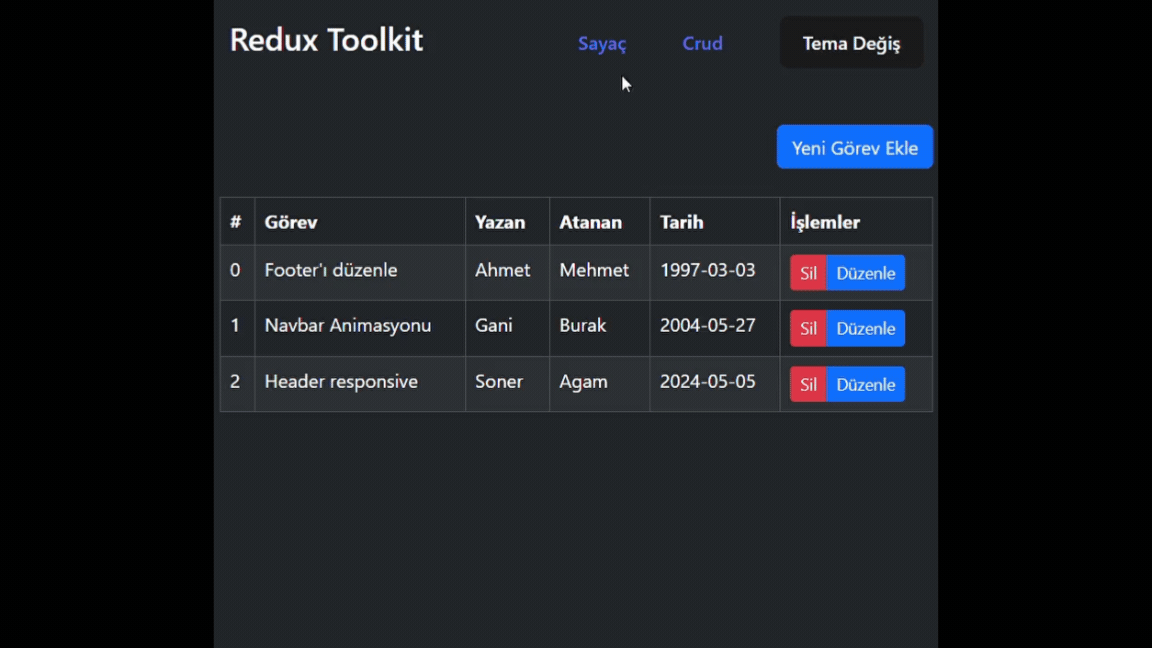 Redux Toolkit Sayaç Crud Tema Değiş
Yeni Görev Ekle
# Görev Yazan Atanan Tarih İşlemler
0 Footer'ı düzenle Ahmet Mehmet 1997-03-03 Sil Düzenle
1 Navbar Animasyonu Gani Burak 2004-05-27 Sil Düzenle
2 Header responsive Soner Agam 2024-05-05 Sil Düzenle